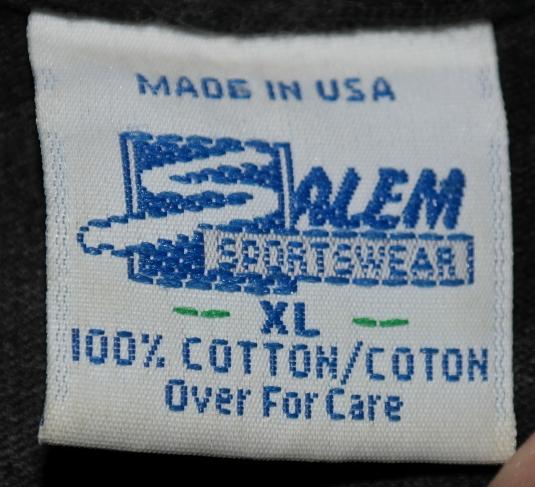 MADE IN USA
SALEM
SPORTSWEAR
XL
100% COTTON/COTON
Over For Care